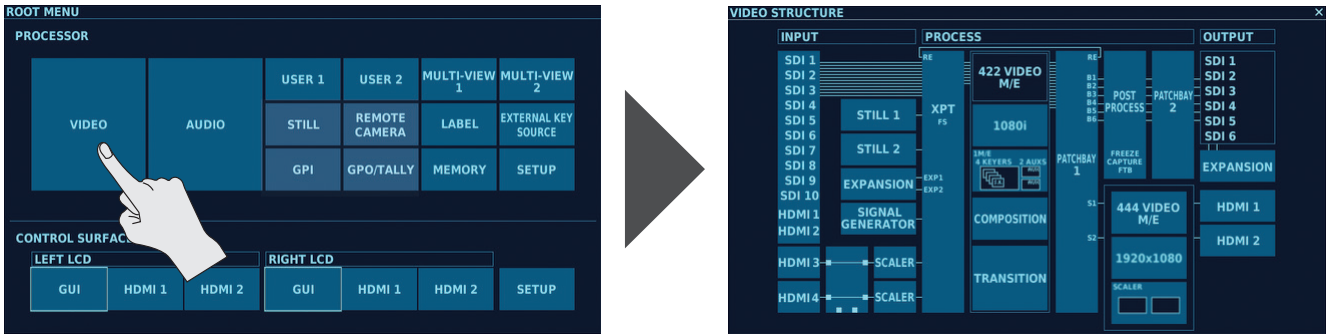 ROOT MENU
PROCESSOR
VIDEO
AUDIO
USER 1
USER 2
MULTI-VIEW
1
MULTI-VIEW
2
STILL
REMOTE
CAMERA
LABEL
EXTERNAL KEY
SOURCE
GPI
GPO/TALLY
MEMORY
SETUP
CONTROL SURFAC
LEFT LCD
GUI
HDMI 1
HDMI 2
RIGHT LCD
GUI
HDMI 1
HDMI 2
SETUP
VIDEO STRUCTURE
×
INPUT
SDI 1
SDI 2
SDI 3
SDI 4
SDI 5
SDI 6
SDI 7
SDI 8
SDI 9
SDI 10
HDMI 1
HDMI 2
HDMI 3
HDMI 4
STILL 1
STILL 2
EXPANSION
SIGNAL
GENERATOR
SCALER
SCALER
PROCESS
RE
XPT
FS
EXP1
EXP2
422 VIDEO
M/E
1080i
1M/E
4 KEYERS 2 AUXS
COMPOSITION
TRANSITION
RE
B1
B2
B3
B4
B5
B6
PATCHBAY
1
S1
S2
POST
PROCESS
FREEZE
CAPTURE
FTB
PATCHBAY
2
444 VIDEO
M/E
1920x1080
SCALER
OUTPUT
SDI 1
SDI 2
SDI 3
SDI 4
SDI 5
SDI 6
EXPANSION
HDMI 1
HDMI 2